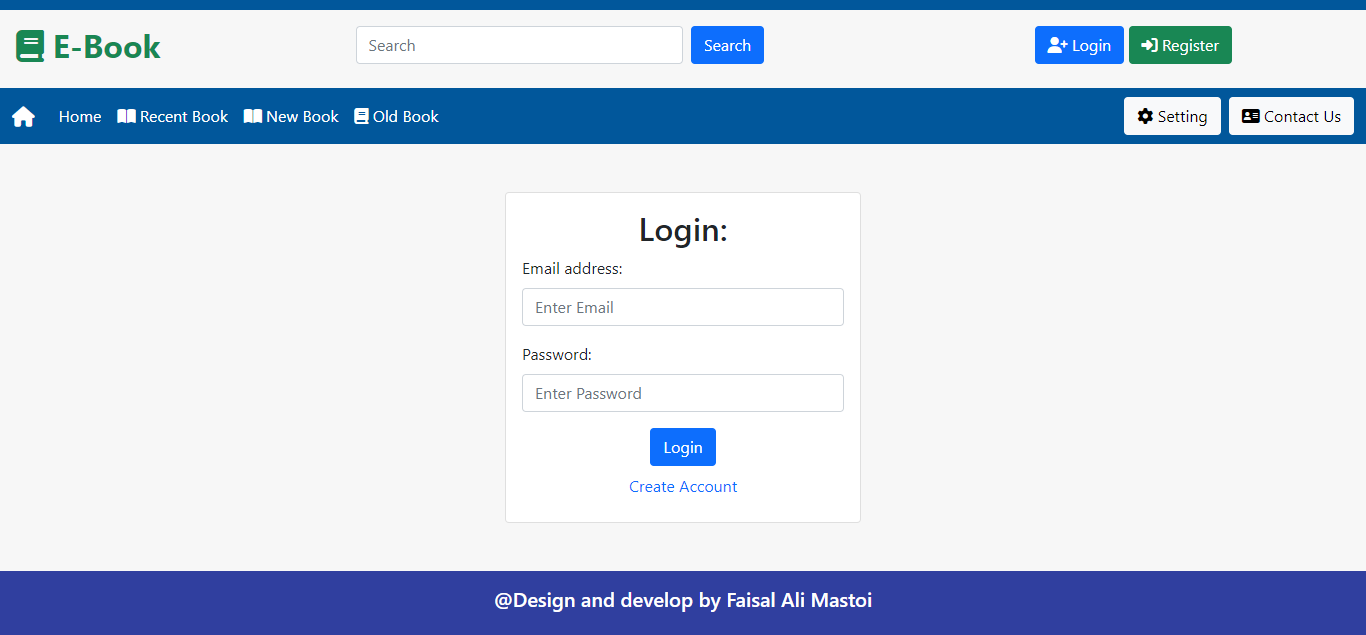 E-Book
Search
Search
Login
Register
Home
Recent Book
New Book
Old Book
Setting
Contact Us
Login:
Email address:
Enter Email
Password:
Enter Password
Login
Create Account
@Design and develop by Faisal Ali Mastoi